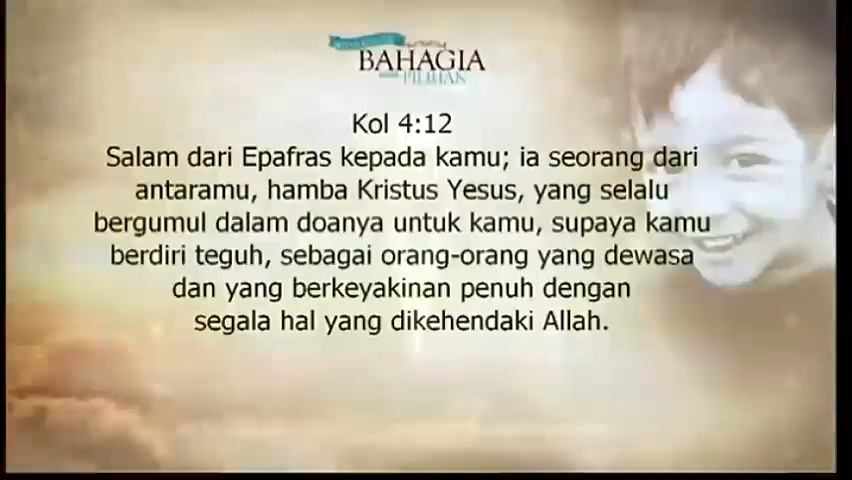 BAHAGIA
PILIHAN
Kol 4:12
Salam dari Epafras kepada kamu; ia seorang dari
antaramu, hamba Kristus Yesus, yang selalu
bergumul dalam doanya untuk kamu, supaya kamu
berdiri teguh, sebagai orang-orang yang dewasa
dan yang berkeyakinan penuh dengan
segala hal yang dikehendaki Allah.